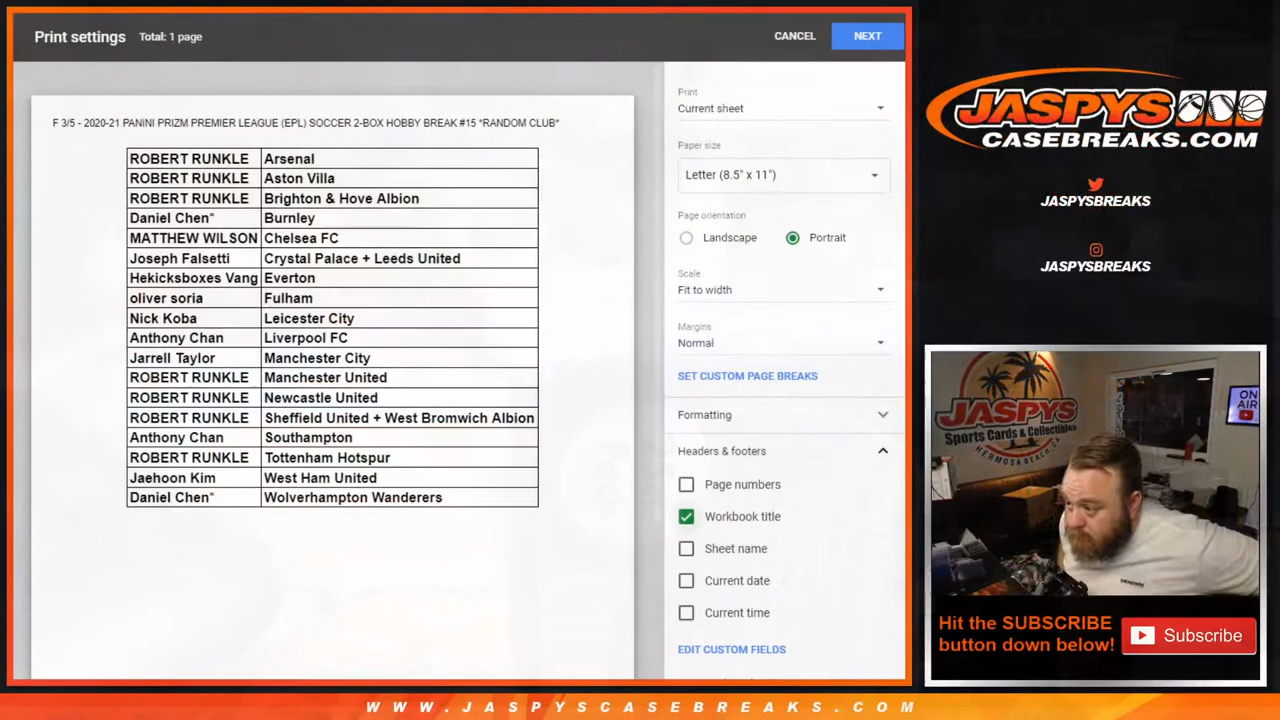 Print settings Total: 1 page
CANCEL NEXT
F 3/5 - 2020-21 PANINI PRIZM PREMIER LEAGUE (EPL) SOCCER 2-BOX HOBBY BREAK #15 *RANDOM CLUB*
ROBERT RUNKLE Arsenal
ROBERT RUNKLE Aston Villa
ROBERT RUNKLE Brighton & Hove Albion
Daniel Chen* Burnley
MATTHEW WILSON Chelsea FC
Joseph Falsetti Crystal Palace + Leeds United
Hekicksboxes Vang Everton
oliver soria Fulham
Nick Koba Leicester City
Anthony Chan Liverpool FC
Jarrell Taylor Manchester City
ROBERT RUNKLE Manchester United
ROBERT RUNKLE Newcastle United
ROBERT RUNKLE Sheffield United + West Bromwich Albion
Anthony Chan Southampton
ROBERT RUNKLE Tottenham Hotspur
Jaehoon Kim West Ham United
Daniel Chen* Wolverhampton Wanderers
Print
Current sheet
Paper size
Letter (8.5" x 11")
Page orientation
Landscape Portrait
Scale
Fit to width
Margins
Normal
SET CUSTOM PAGE BREAKS
Formatting
Headers & footers
Page numbers
Workbook title
Sheet name
Current date
Current time
EDIT CUSTOM FIELDS
JASPYS
CASEBREAKS.COM
JASPYSBREAKS
JASPYSBREAKS
JASPYS
Sports Cards & Collectibles
HERMOSA BEACH, CA
ON
AIR
Hit the SUBSCRIBE
button down below!
Subscribe
WWW.JASPYSCASEBREAKS.COM